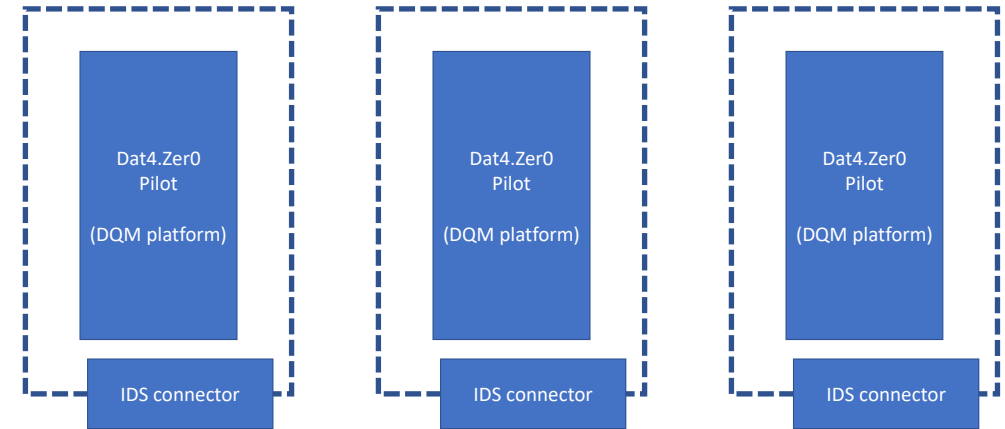 Dat4.Zer0
Pilot
(DQM platform)
IDS connector
Dat4.Zer0
Pilot
(DQM platform)
IDS connector
Dat4.Zer0
Pilot
(DQM platform)
IDS connector